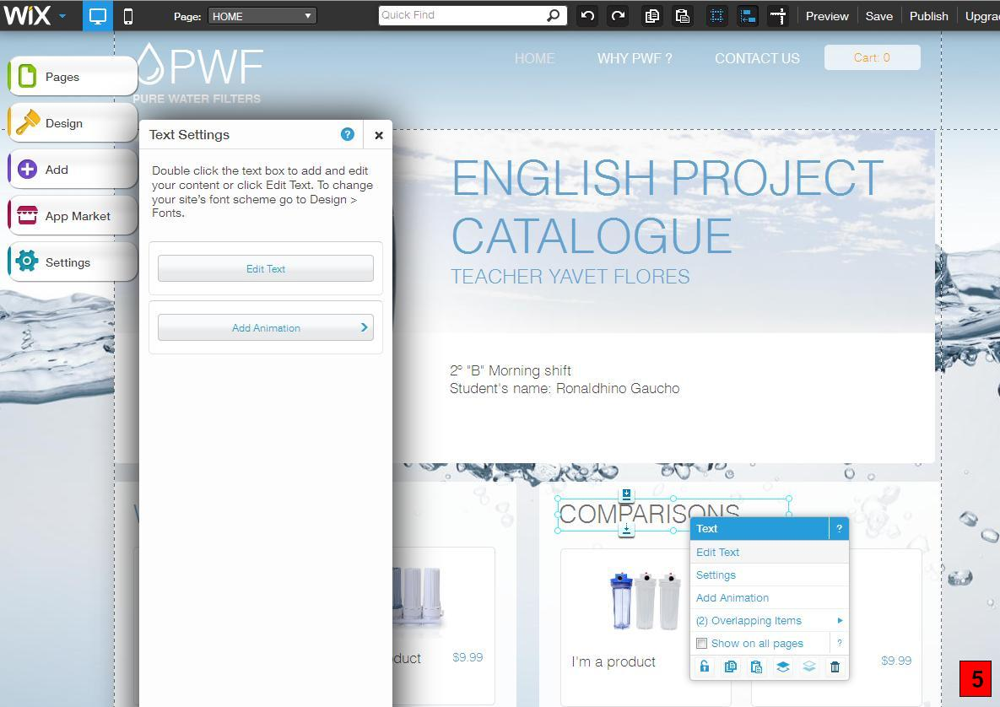 WiX
Page:
HOME
Quick Find
Preview
Save
Publish
PWF
PURE WATER FILTERS
HOME
WHY PWF ?
CONTACT US
Cart: 0
Pages
Design
Add
App Market
Settings
Text Settings
?
×
Double click the text box to add and edit
your content or click Edit Text. To change
your site's font scheme go to Design >
Fonts.
Edit Text
Add Animation
ENGLISH PROJECT
CATALOGUE
TEACHER YAVET FLORES
2º "B" Morning shift
Student's name: Ronaldhino Gaucho
COMPARISONS
Text
?
Edit Text
Settings
Add Animation
(2) Overlapping Items
Show on all pages
?
$9.99
I'm a product
$9.99
5